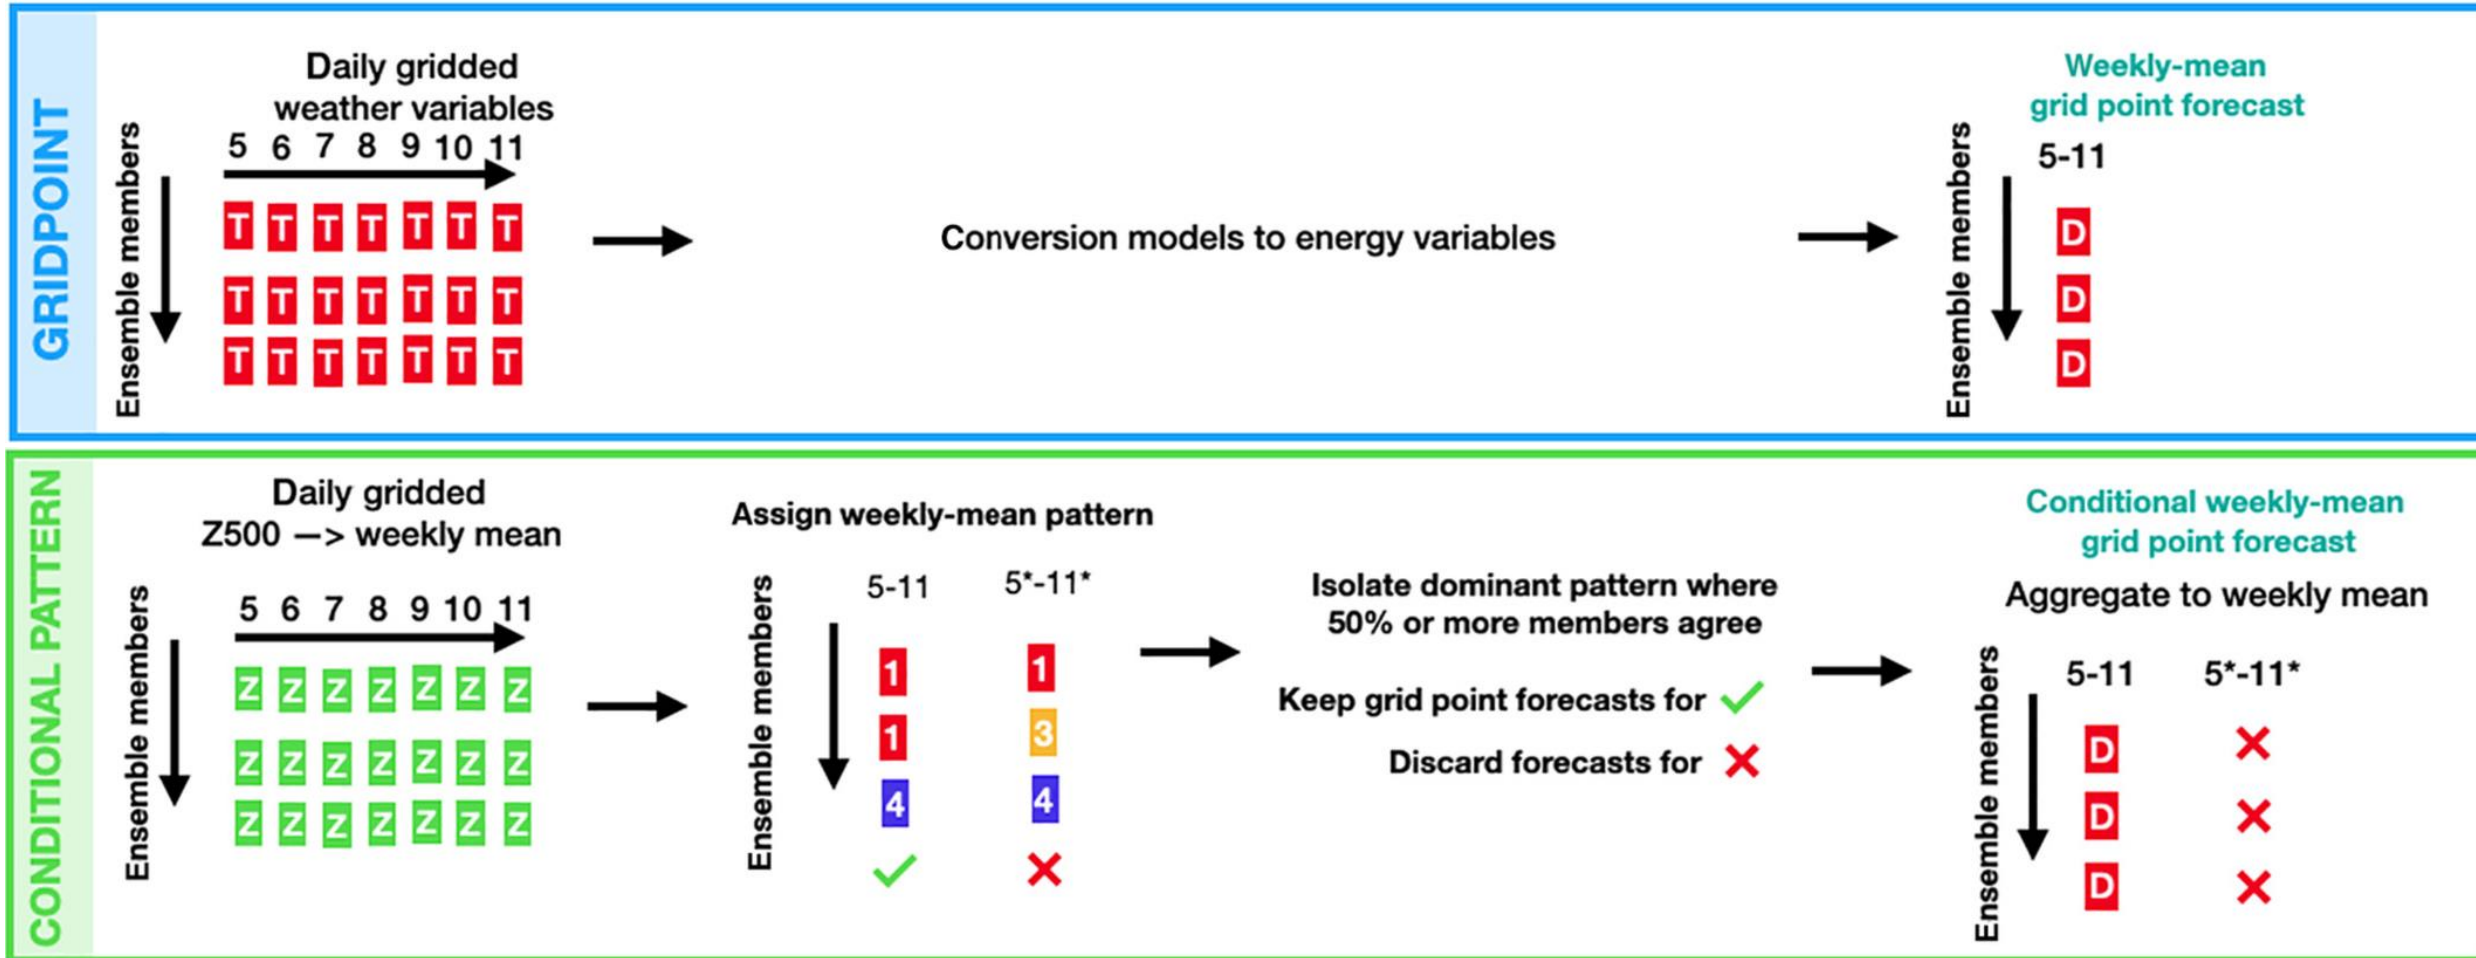 GRIDPOINT
Daily gridded
weather variables
5 6 7 8 9 10 11
Ensemble members
T T T T T T T
T T T T T T T
T T T T T T T
Conversion models to energy variables
Weekly-mean
grid point forecast
5-11
Ensemble members
D
D
D
CONDITIONAL PATTERN
Daily gridded
Z500 —> weekly mean
5 6 7 8 9 10 11
Ensemble members
Z Z Z Z Z Z Z
Z Z Z Z Z Z Z
Z Z Z Z Z Z Z
Assign weekly-mean pattern
5-11 5*-11*
Ensemble members
1 1
1 3
4 4
Isolate dominant pattern where
50% or more members agree
Keep grid point forecasts for
Discard forecasts for
Conditional weekly-mean
grid point forecast
Aggregate to weekly mean
5-11 5*-11*
Ensemble members
D
D
D